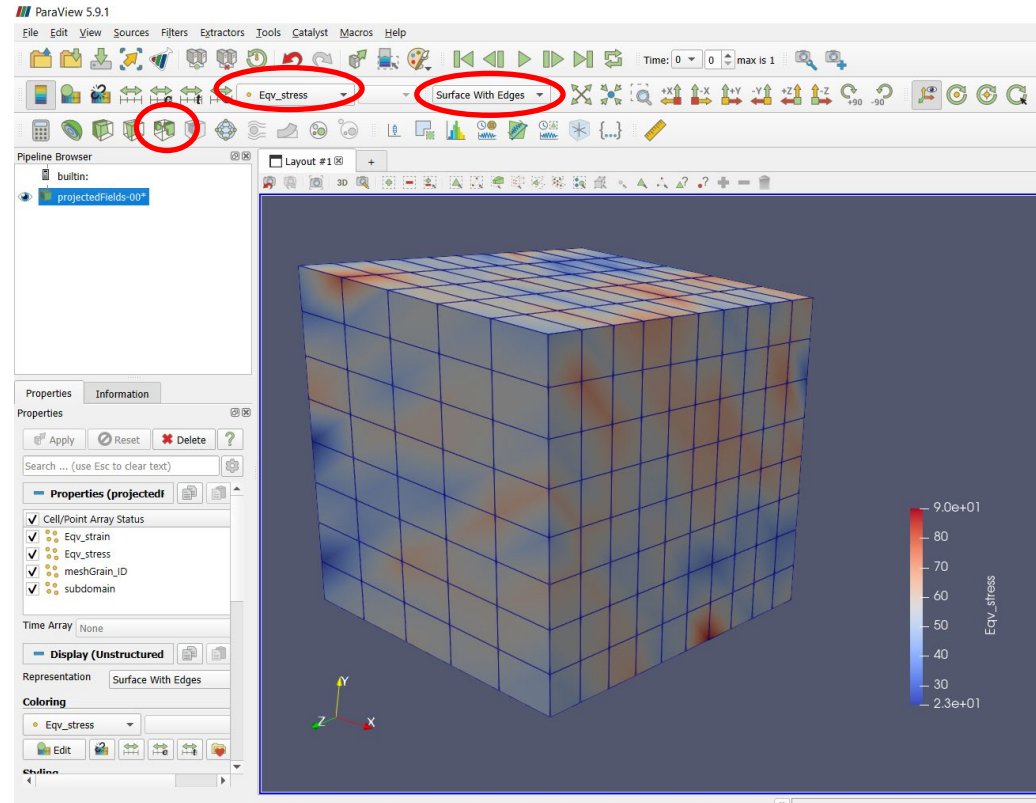 ParaView 5.9.1
File Edit View Sources Filters Extractors Tools Catalyst Macros Help
Time: 0 0 max is 1
Eqv_stress Surface With Edges +X -X +Y -Y +Z -Z +90 -90
{...}
Pipeline Browser
Layout #1 +
builtin:
3D
projectedFields-00*
Properties Information
Properties
Apply Reset Delete ?
Search ... (use Esc to clear text)
Properties (projectedF
Cell/Point Array Status
Eqv_strain
Eqv_stress
meshGrain_ID
subdomain
Time Array None
Display (Unstructured
Representation Surface With Edges
Coloring
Eqv_stress
Edit
Styling
9.0e+01
80
70
60
50
40
30
2.3e+01
Eqv_stress
Y
Z X